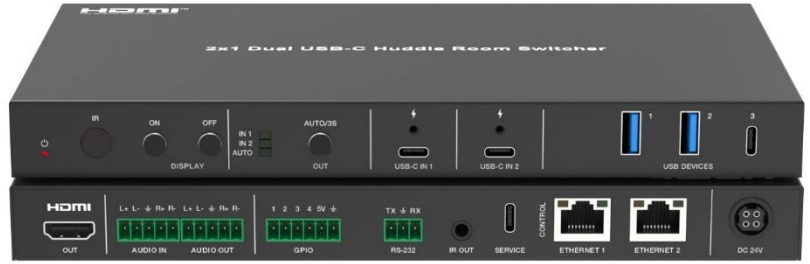 HDMI™
2x1 Dual USB-C Huddle Room Switcher
IR
ON
OFF
DISPLAY
IN 1
IN 2
AUTO
AUTO/3S
OUT
USB-C IN 1
USB-C IN 2
1
2
3
USB DEVICES
HDMI
OUT
L+ L- R+ R- L+ L- R+ R-
AUDIO IN
AUDIO OUT
1 2 3 4 5V
GPIO
TX RX
RS-232
IR OUT
SERVICE
CONTROL
ETHERNET 1
ETHERNET 2
DC 24V